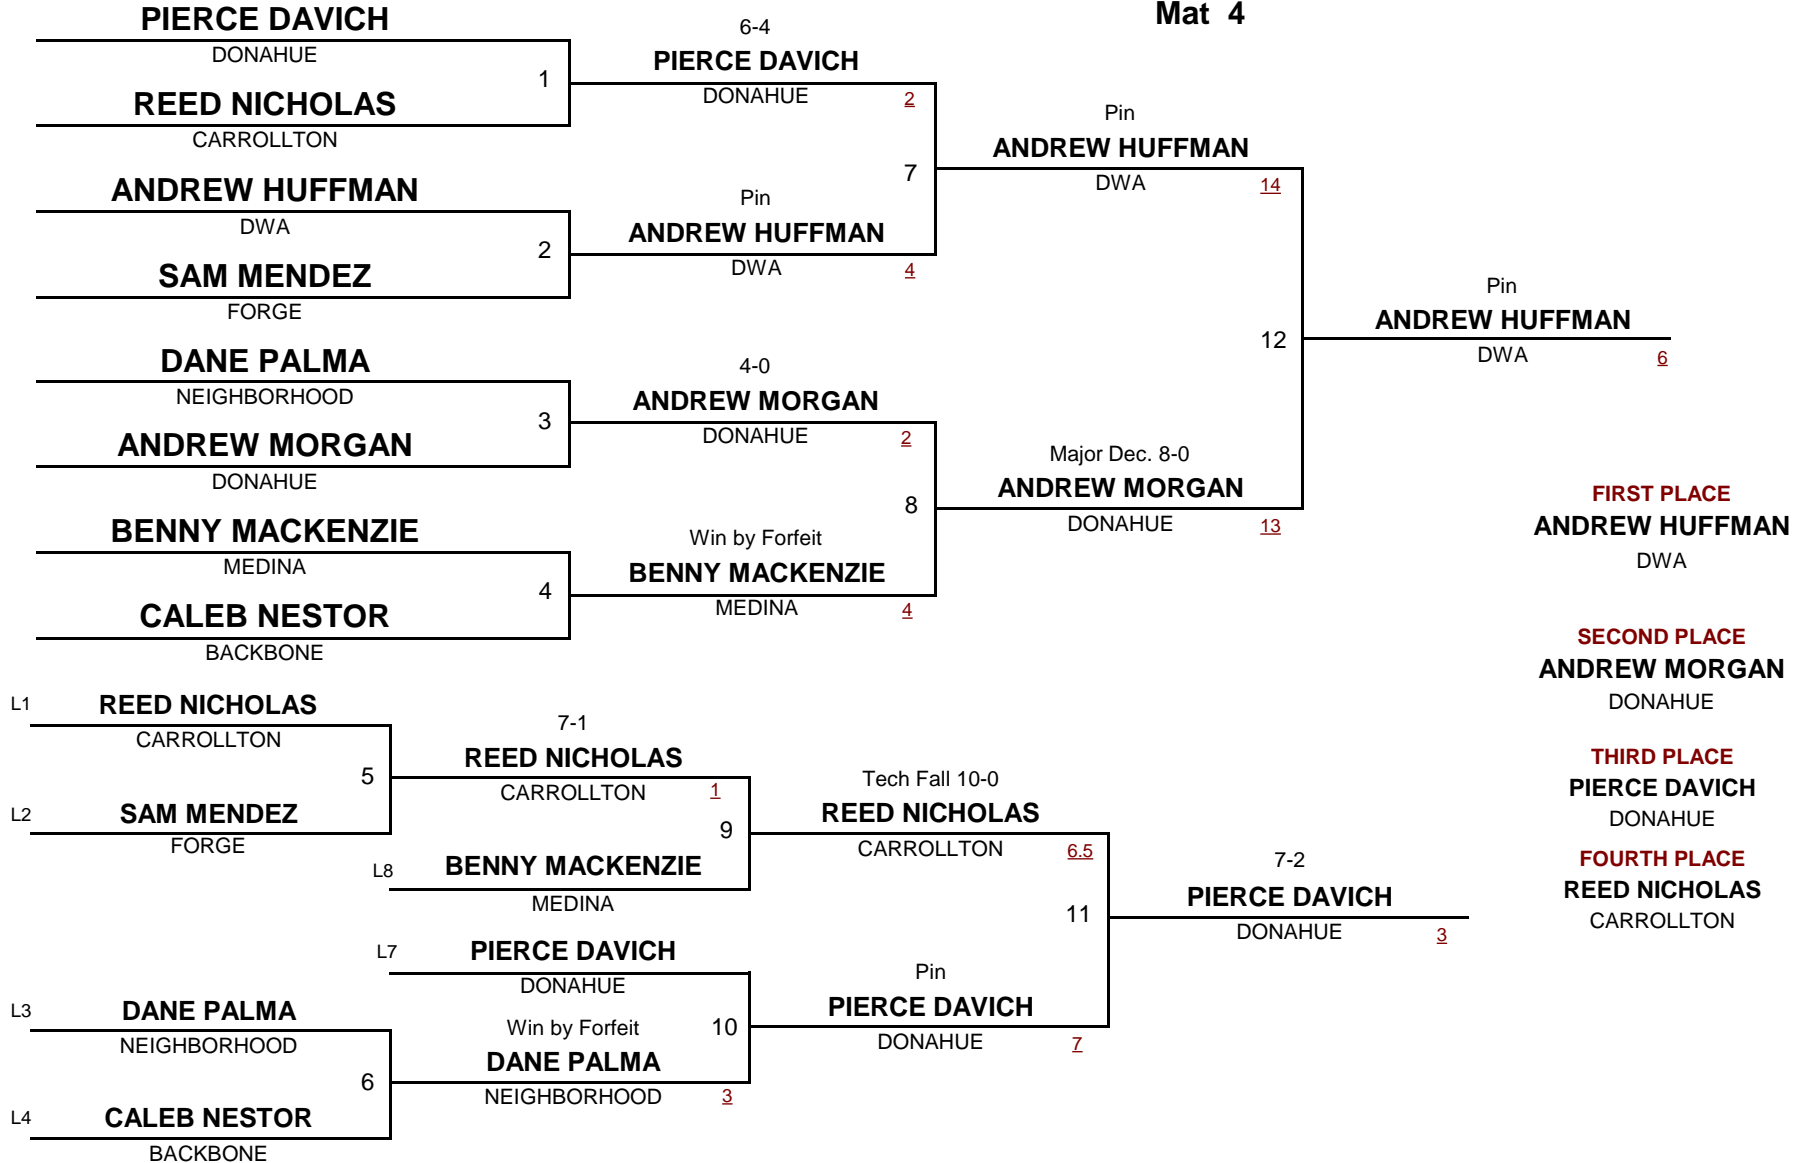 Mat 4
PIERCE DAVICH
DONAHUE
1
REED NICHOLAS
CARROLLTON
ANDREW HUFFMAN
DWA
2
SAM MENDEZ
FORGE
DANE PALMA
NEIGHBORHOOD
3
ANDREW MORGAN
DONAHUE
BENNY MACKENZIE
MEDINA
4
CALEB NESTOR
BACKBONE
6-4
PIERCE DAVICH
DONAHUE 2
7
Pin
ANDREW HUFFMAN
DWA 4
4-0
ANDREW MORGAN
DONAHUE 2
8
Win by Forfeit
BENNY MACKENZIE
MEDINA 4
Pin
ANDREW HUFFMAN
DWA 14
12
Major Dec. 8-0
ANDREW MORGAN
DONAHUE 13
Pin
ANDREW HUFFMAN
DWA 6
L1 REED NICHOLAS
CARROLLTON
5
L2 SAM MENDEZ
FORGE
7-1
REED NICHOLAS
CARROLLTON 1
9
L8 BENNY MACKENZIE
MEDINA
L7 PIERCE DAVICH
DONAHUE
Win by Forfeit 10
DANE PALMA
NEIGHBORHOOD 3
L3 DANE PALMA
NEIGHBORHOOD
6
L4 CALEB NESTOR
BACKBONE
Tech Fall 10-0
REED NICHOLAS
CARROLLTON 6.5
11
Pin
PIERCE DAVICH
DONAHUE 7
7-2
PIERCE DAVICH
DONAHUE 3
FIRST PLACE
ANDREW HUFFMAN
DWA
SECOND PLACE
ANDREW MORGAN
DONAHUE
THIRD PLACE
PIERCE DAVICH
DONAHUE
FOURTH PLACE
REED NICHOLAS
CARROLLTON